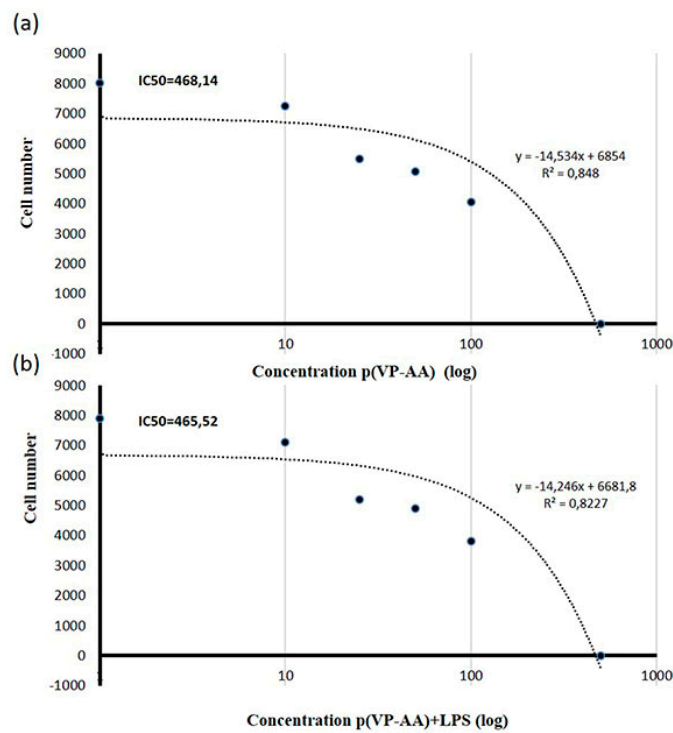 (a)
9000
8000
7000
6000
5000
4000
3000
2000
1000
0
-1000
Cell number
IC50=468,14
y = -14,534x + 6854
R² = 0,848
1
10
100
1000
Concentration p(VP-AA) (log)
(b)
9000
8000
7000
6000
5000
4000
3000
2000
1000
0
-1000
Cell number
IC50=465,52
y = -14,246x + 6681,8
R² = 0,8227
1
10
100
1000
Concentration p(VP-AA)+LPS (log)